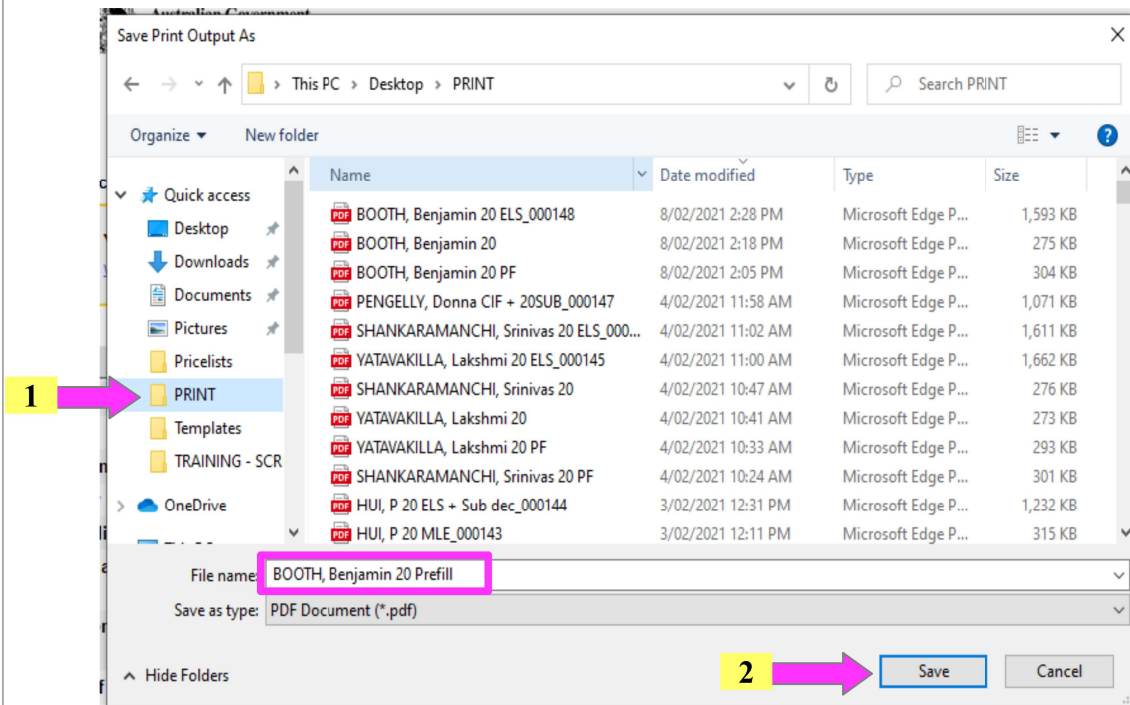 Australian Government
Save Print Output As
This PC > Desktop > PRINT
Search PRINT
Organize New folder
Name Date modified Type Size
Quick access
Desktop
Downloads
Documents
Pictures
Pricelists
PRINT
Templates
TRAINING - SCR
OneDrive
BOOTH, Benjamin 20 ELS_000148 8/02/2021 2:28 PM Microsoft Edge P... 1,593 KB
BOOTH, Benjamin 20 8/02/2021 2:18 PM Microsoft Edge P... 275 KB
BOOTH, Benjamin 20 PF 8/02/2021 2:05 PM Microsoft Edge P... 304 KB
PENGELLY, Donna CIF + 20SUB_000147 4/02/2021 11:58 AM Microsoft Edge P... 1,071 KB
SHANKARAMANCHI, Srinivas 20 ELS_000... 4/02/2021 11:02 AM Microsoft Edge P... 1,611 KB
YATAVAKILLA, Lakshmi 20 ELS_000145 4/02/2021 11:00 AM Microsoft Edge P... 1,662 KB
SHANKARAMANCHI, Srinivas 20 4/02/2021 10:47 AM Microsoft Edge P... 276 KB
YATAVAKILLA, Lakshmi 20 4/02/2021 10:41 AM Microsoft Edge P... 273 KB
YATAVAKILLA, Lakshmi 20 PF 4/02/2021 10:33 AM Microsoft Edge P... 293 KB
SHANKARAMANCHI, Srinivas 20 PF 4/02/2021 10:24 AM Microsoft Edge P... 301 KB
HUI, P 20 ELS + Sub dec_000144 3/02/2021 12:31 PM Microsoft Edge P... 1,232 KB
HUI, P 20 MLE_000143 3/02/2021 12:11 PM Microsoft Edge P... 315 KB
1
File name: BOOTH, Benjamin 20 Prefill
Save as type: PDF Document (*.pdf)
Hide Folders
2
Save
Cancel